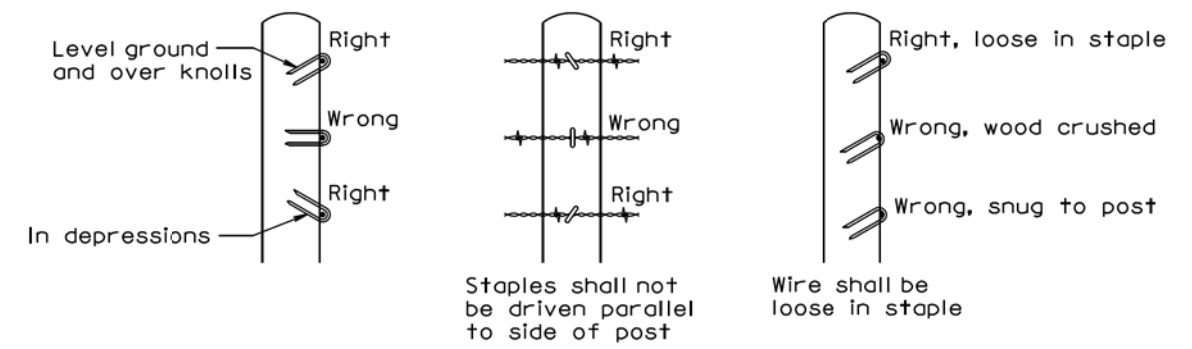 Level ground
and over knolls
Right
Wrong
Right
In depressions
Right
Wrong
Right
Staples shall not
be driven parallel
to side of post
Right, loose in staple
Wrong, wood crushed
Wrong, snug to post
Wire shall be
loose in staple